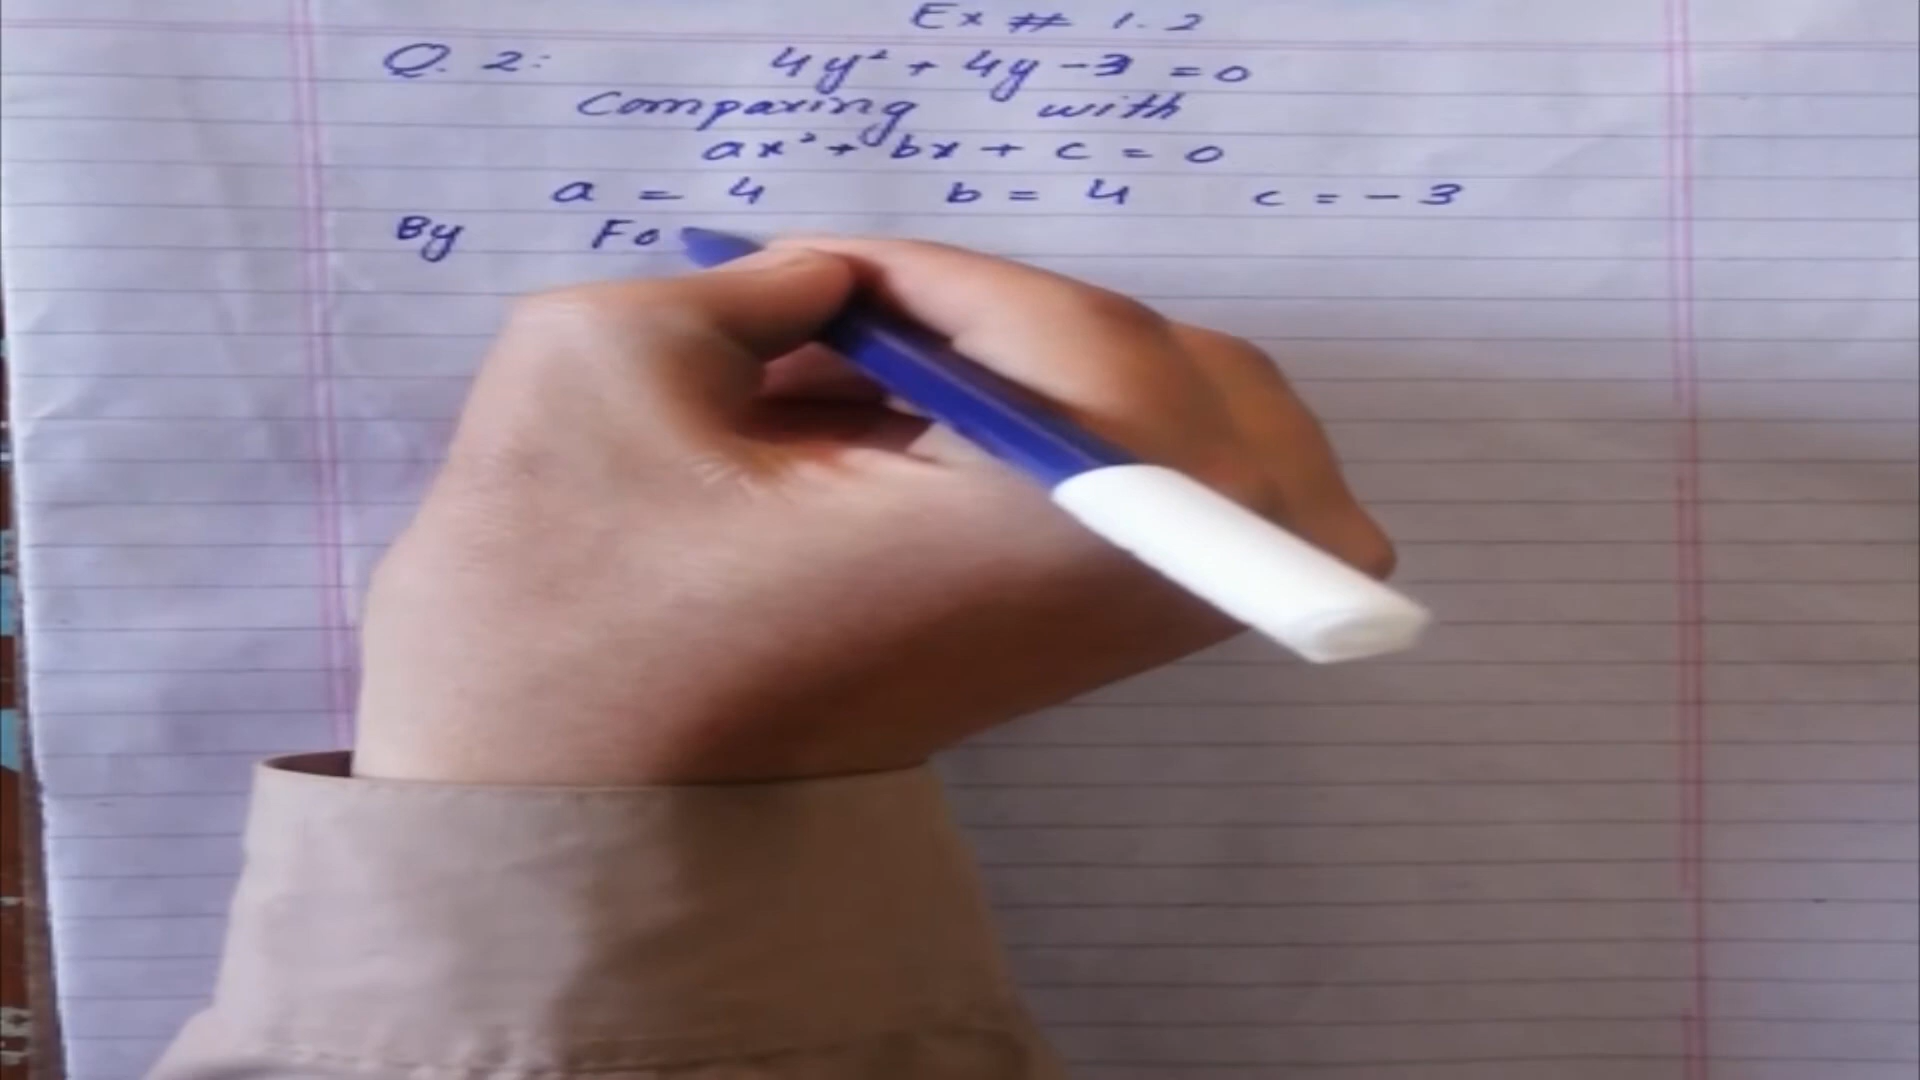 Ex # 1.2
Q. 2: 4y² + 4y - 3 = 0
Comparing with
ax² + bx + c = 0
a = 4 b = 4 c = - 3
By Fo